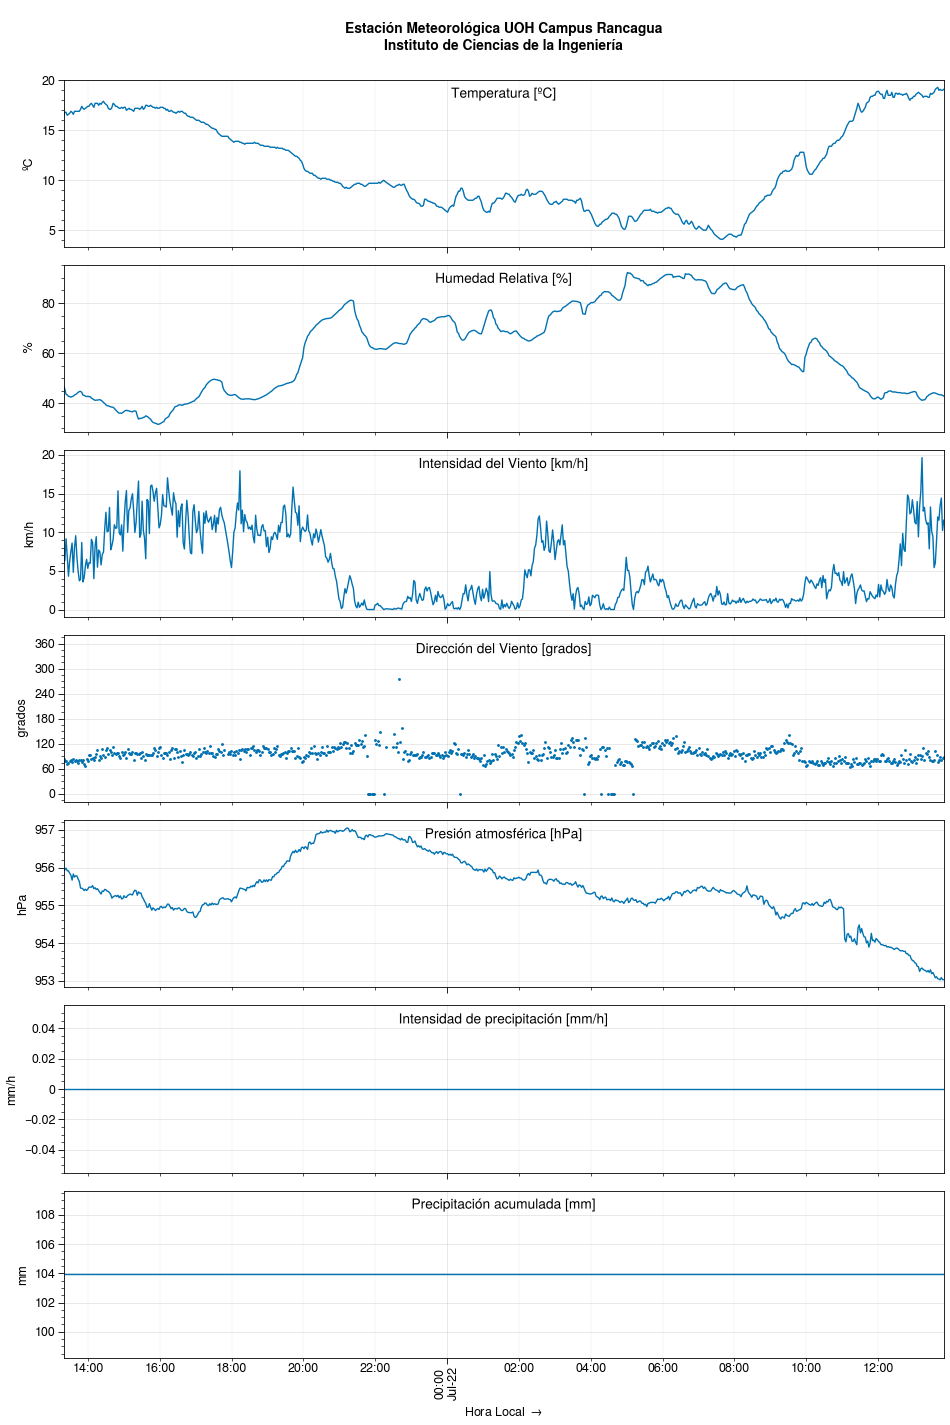 Estación Meteorológica UOH Campus Rancagua
Instituto de Ciencias de la Ingeniería
Temperatura [ºC]
20
15
10
5
ºC
Humedad Relativa [%]
80
60
40
%
Intensidad del Viento [km/h]
20
15
10
5
0
km/h
Dirección del Viento [grados]
360
300
240
180
120
60
0
grados
Presión atmosférica [hPa]
957
956
955
954
953
hPa
Intensidad de precipitación [mm/h]
0.04
0.02
0
−0.02
−0.04
mm/h
Precipitación acumulada [mm]
108
106
104
102
100
mm
14:00 16:00 18:00 20:00 22:00 00:00 02:00 04:00 06:00 08:00 10:00 12:00
Jul-22
Hora Local →